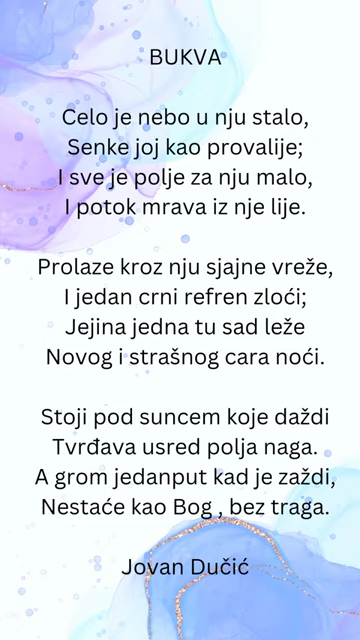 BUKVA
Celo je nebo u nju stalo,
Senke joj kao provalije;
I sve je polje za nju malo,
I potok mrava iz nje lije.
Prolaze kroz nju sjajne vreže,
I jedan crni refren zloći;
Jejina jedna tu sad leže
Novog i strašnog cara noći.
Stoji pod suncem koje daždi
Tvrđava usred polja naga.
A grom jedanput kad je zaždi,
Nestaće kao Bog , bez traga.
Jovan Dučić